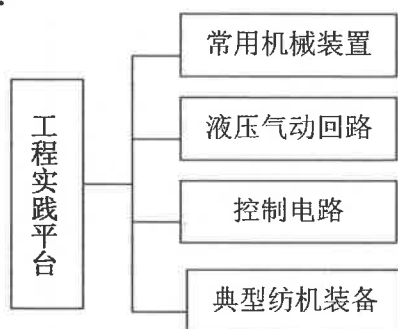 工程实践平台
常用机械装置
液压气动回路
控制电路
典型纺机装备